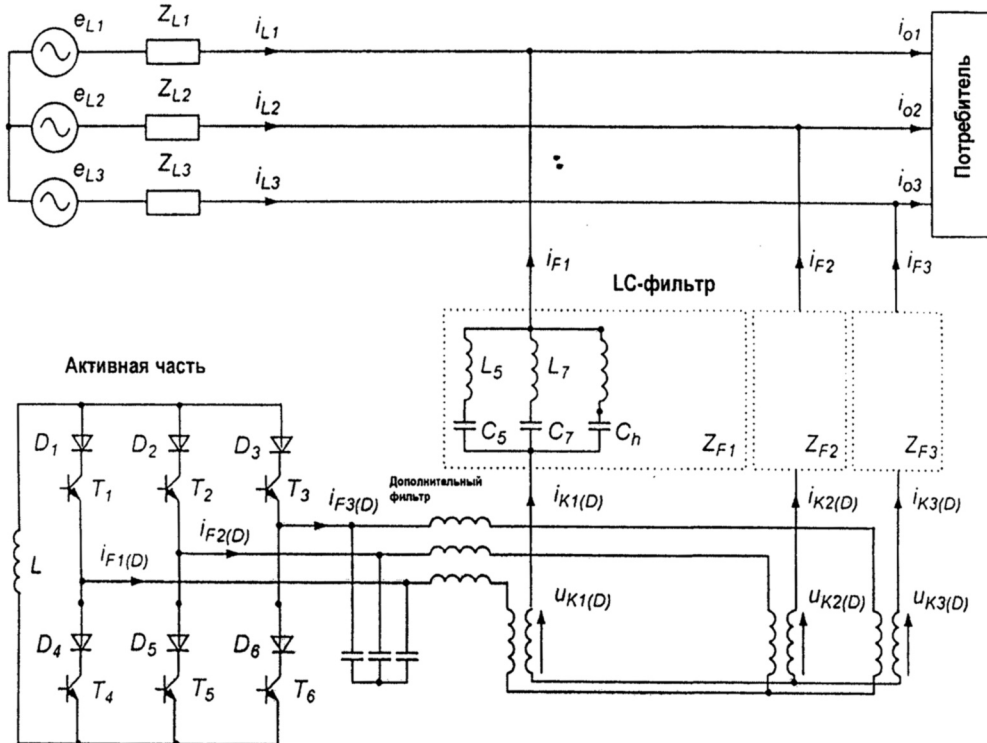 e_L1 Z_L1 i_L1 i_o1
e_L2 Z_L2 i_L2 i_o2
e_L3 Z_L3 i_L3 i_o3
Потребитель
i_F1 i_F2 i_F3
LC-фильтр
L_5 L_7
C_5 C_7 C_h
Z_F1 Z_F2 Z_F3
Активная часть
D_1 D_2 D_3
T_1 T_2 T_3
Дополнительный
фильтр
i_F3(D)
i_F2(D)
i_F1(D)
i_K1(D) i_K2(D) i_K3(D)
L
u_K1(D) u_K2(D) u_K3(D)
D_4 D_5 D_6
T_4 T_5 T_6